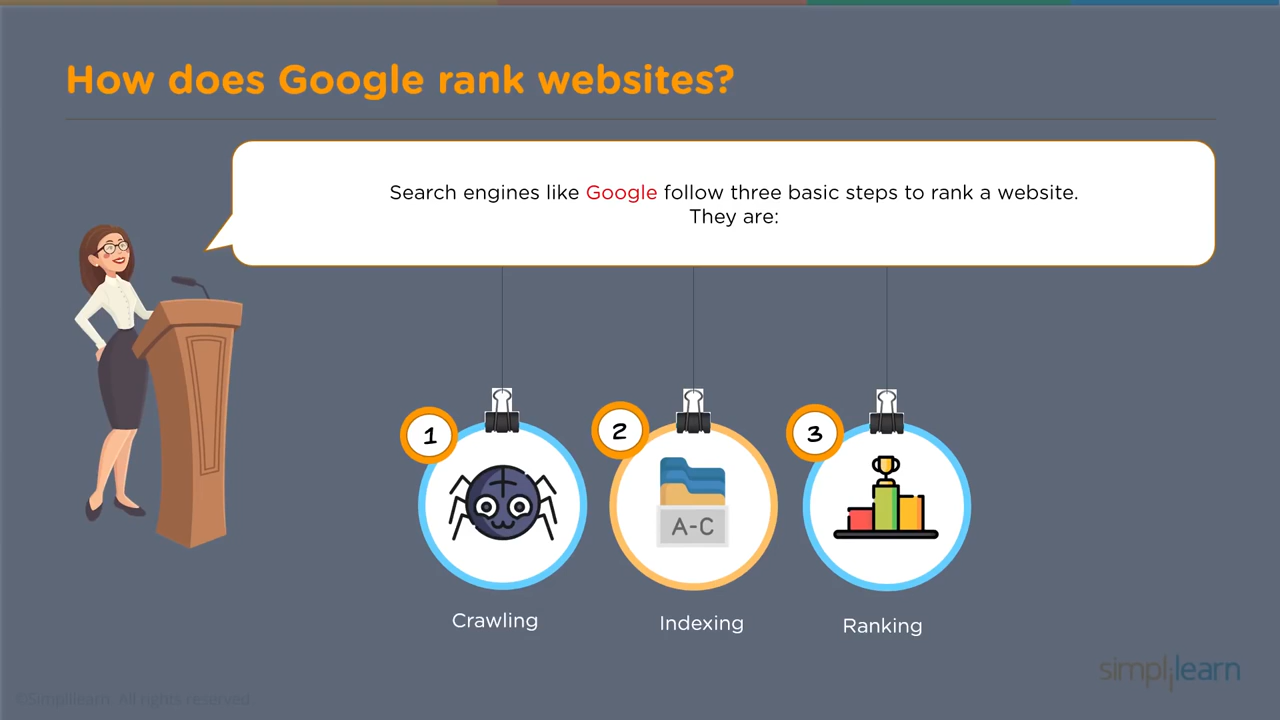 How does Google rank websites?
Search engines like Google follow three basic steps to rank a website.
They are:
1
2
3
A-C
Crawling
Indexing
Ranking
simplilearn
©Simplilearn. All rights reserved.